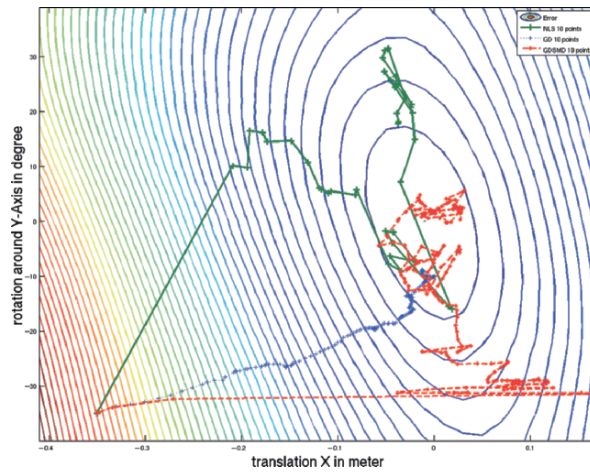 Error
NLS 10 points
GD 10 points
GDSMD 10 points
rotation around Y-Axis in degree
30
20
10
0
−10
−20
−30
−0.4
−0.3
−0.2
−0.1
0
0.1
translation X in meter